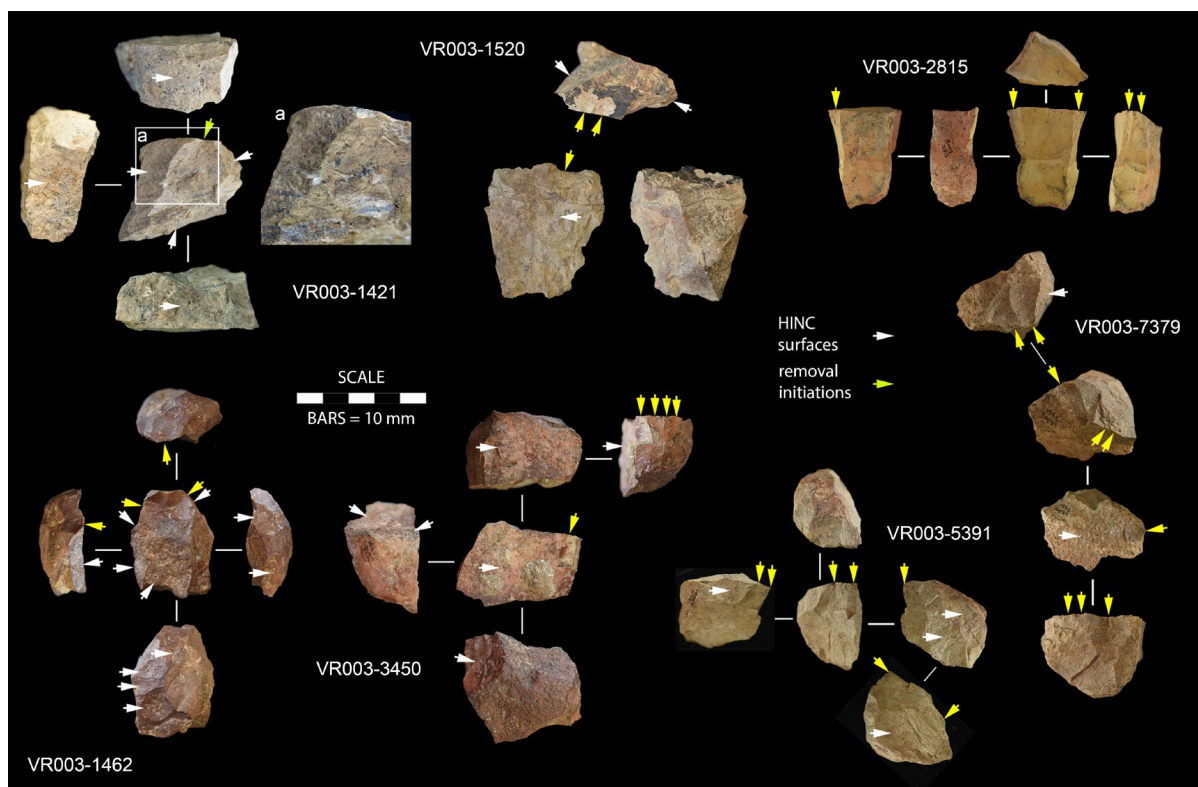 VR003-1520
VR003-2815
a
a
VR003-1421
VR003-7379
HINC
surfaces
removal
initiations
SCALE
BARS = 10 mm
VR003-5391
VR003-3450
VR003-1462